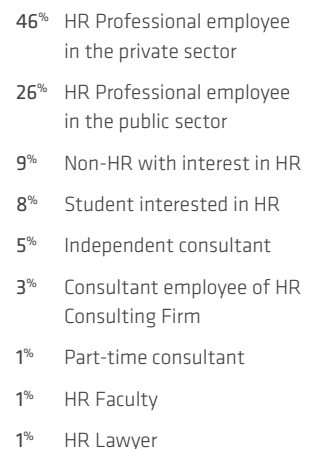 46% HR Professional employee
in the private sector
26% HR Professional employee
in the public sector
9% Non-HR with interest in HR
8% Student interested in HR
5% Independent consultant
3% Consultant employee of HR
Consulting Firm
1% Part-time consultant
1% HR Faculty
1% HR Lawyer